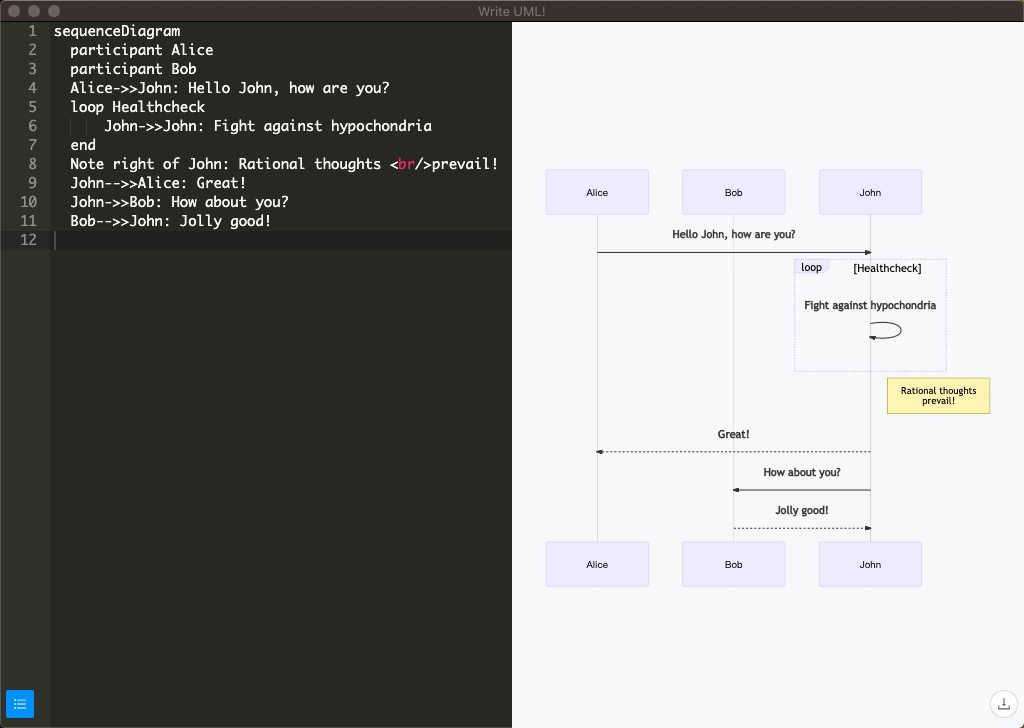 Write UML!
1 sequenceDiagram
2 participant Alice
3 participant Bob
4 Alice->>John: Hello John, how are you?
5 loop Healthcheck
6 John->>John: Fight against hypochondria
7 end
8 Note right of John: Rational thoughts <br/>prevail!
9 John-->>Alice: Great!
10 John->>Bob: How about you?
11 Bob-->>John: Jolly good!
12
Alice Bob John
Hello John, how are you?
loop [Healthcheck]
Fight against hypochondria
Rational thoughts
prevail!
Great!
How about you?
Jolly good!
Alice Bob John